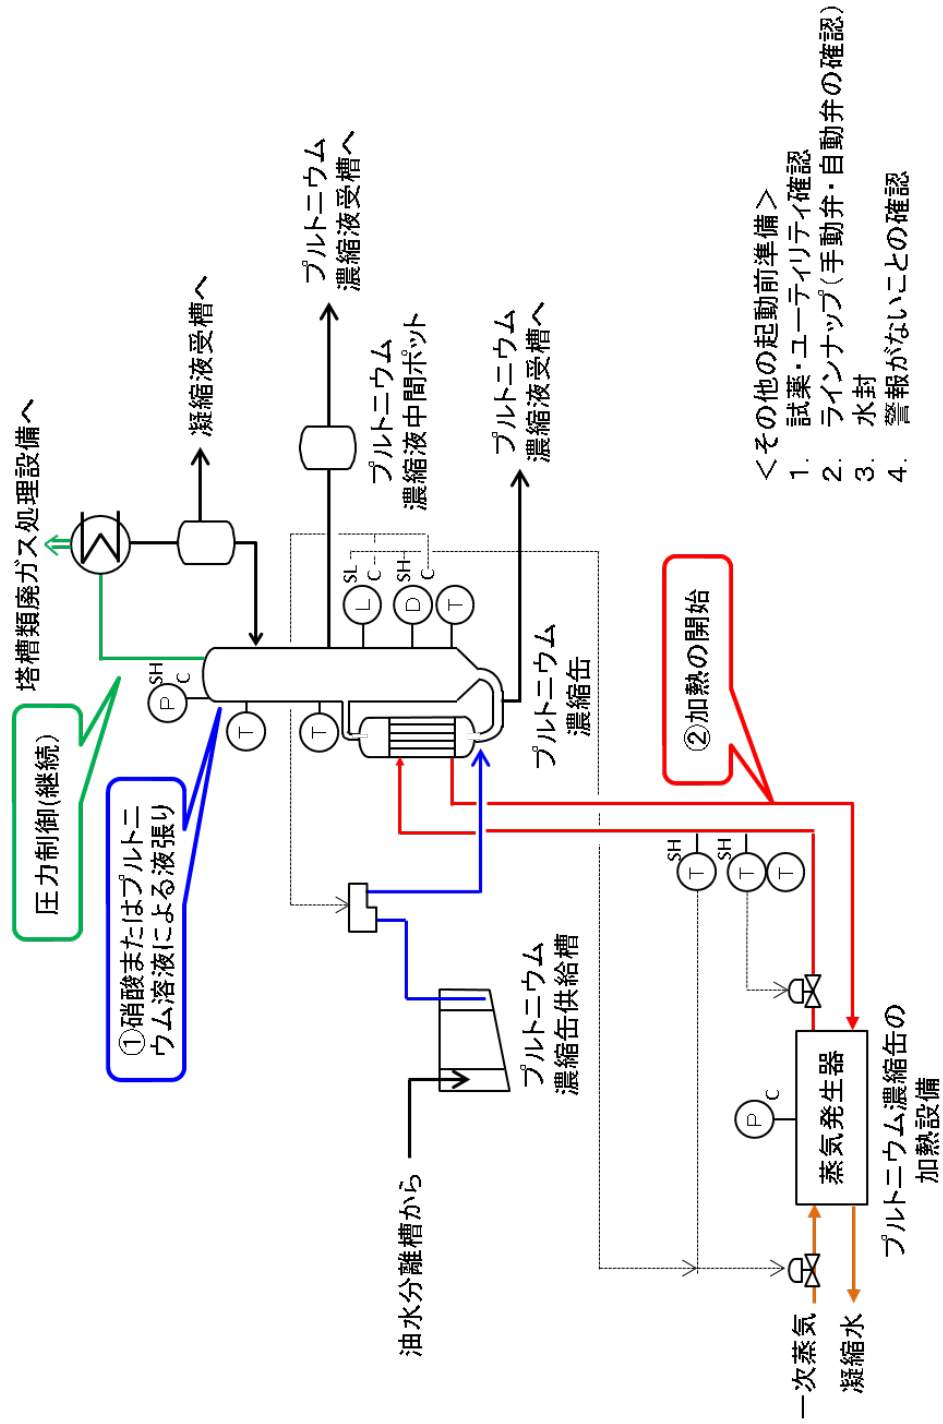 塔槽類廃ガス処理設備へ
圧力制御(継続)
凝縮液受槽へ
①硝酸またはプルトニ
ウム溶液による液張り
プルトニウム
濃縮液受槽へ
プルトニウム
濃縮液中間ポット
プルトニウム
濃縮液受槽へ
P
SH
C
T
T
L
SL
C
D
SH
C
T
プルトニウム
濃縮缶
油水分離槽から
プルトニウム
濃縮缶供給槽
②加熱の開始
T
SH
T
SH
T
P
C
蒸気発生器
一次蒸気
凝縮水
プルトニウム濃縮缶の
加熱設備
＜その他の起動前準備＞
1. 試薬・ユーティリティ確認
2. ラインナップ(手動弁・自動弁の確認)
3. 水封
4. 警報がないことの確認